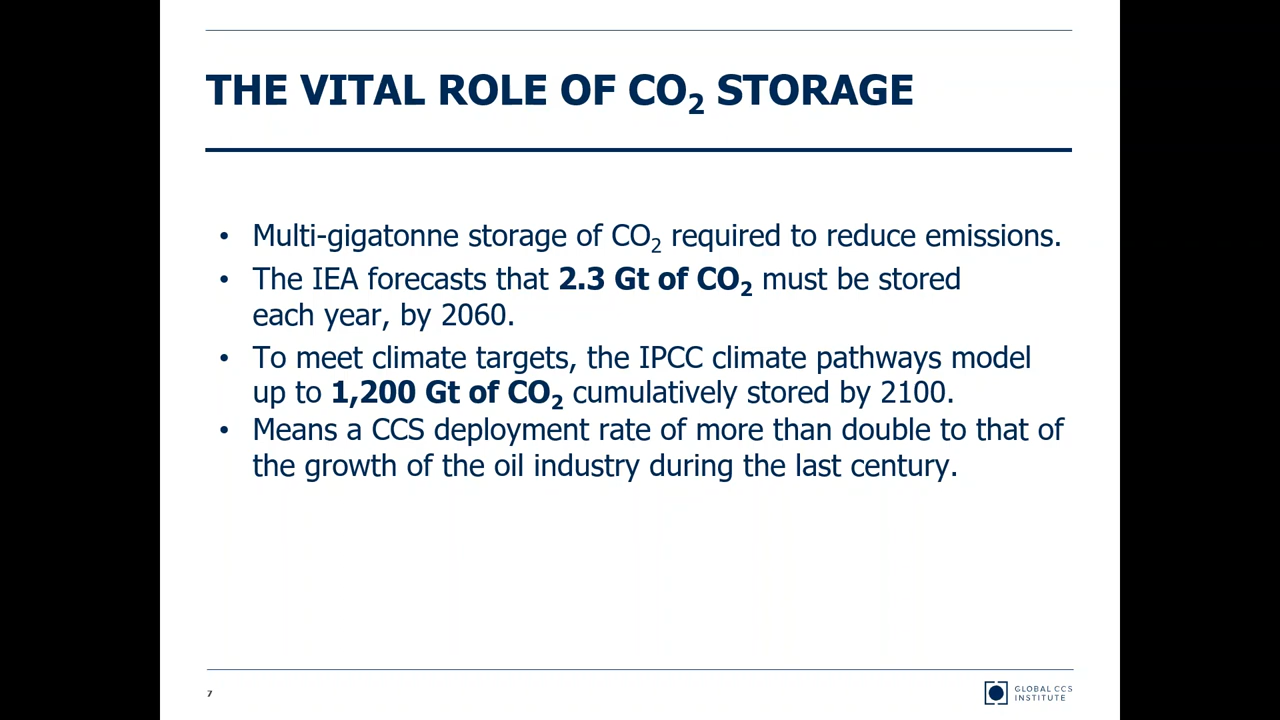 THE VITAL ROLE OF CO₂ STORAGE
• Multi-gigatonne storage of CO₂ required to reduce emissions.
• The IEA forecasts that 2.3 Gt of CO₂ must be stored
each year, by 2060.
• To meet climate targets, the IPCC climate pathways model
up to 1,200 Gt of CO₂ cumulatively stored by 2100.
• Means a CCS deployment rate of more than double to that of
the growth of the oil industry during the last century.
7
GLOBAL CCS
INSTITUTE